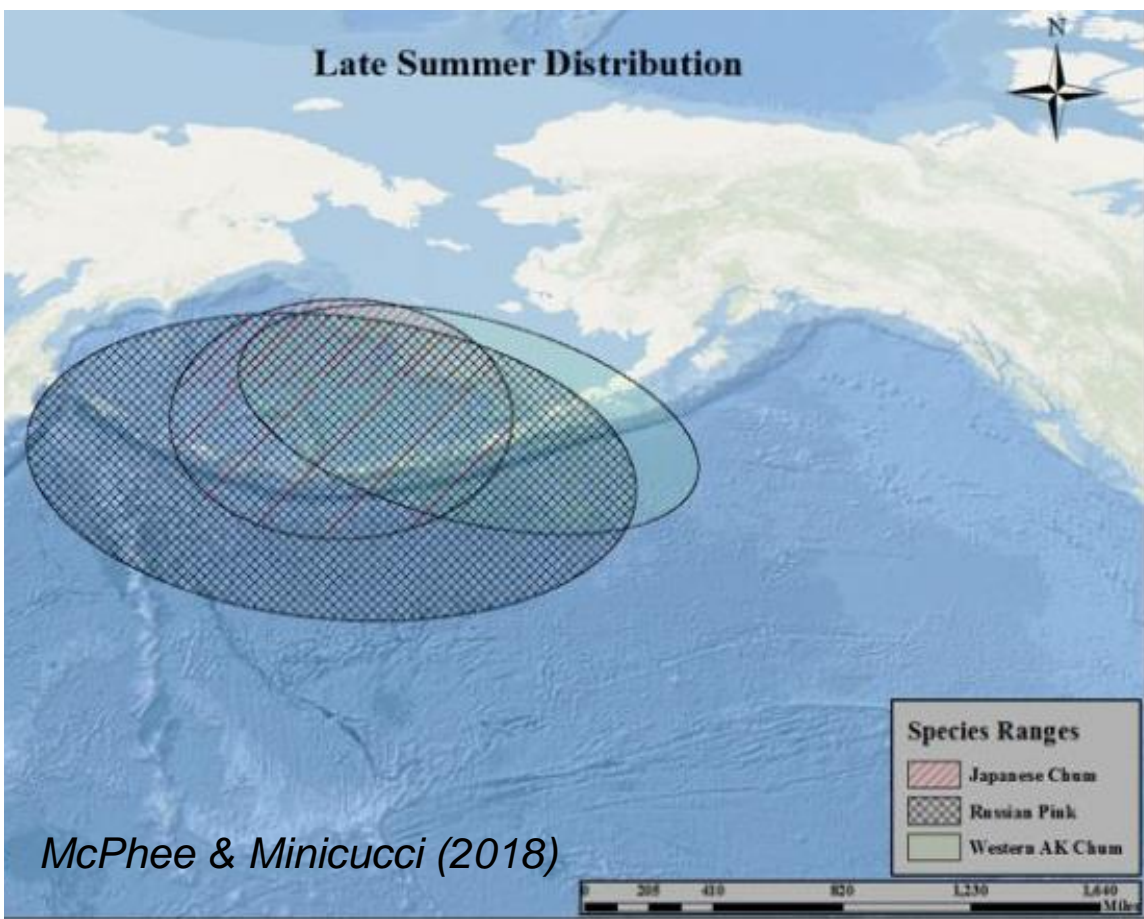 Late Summer Distribution
N
Species Ranges
Japanese Chum
Russian Pink
Western AK Chum
McPhee & Minicucci (2018)
0 205 410 820 1,230 1,640
Miles